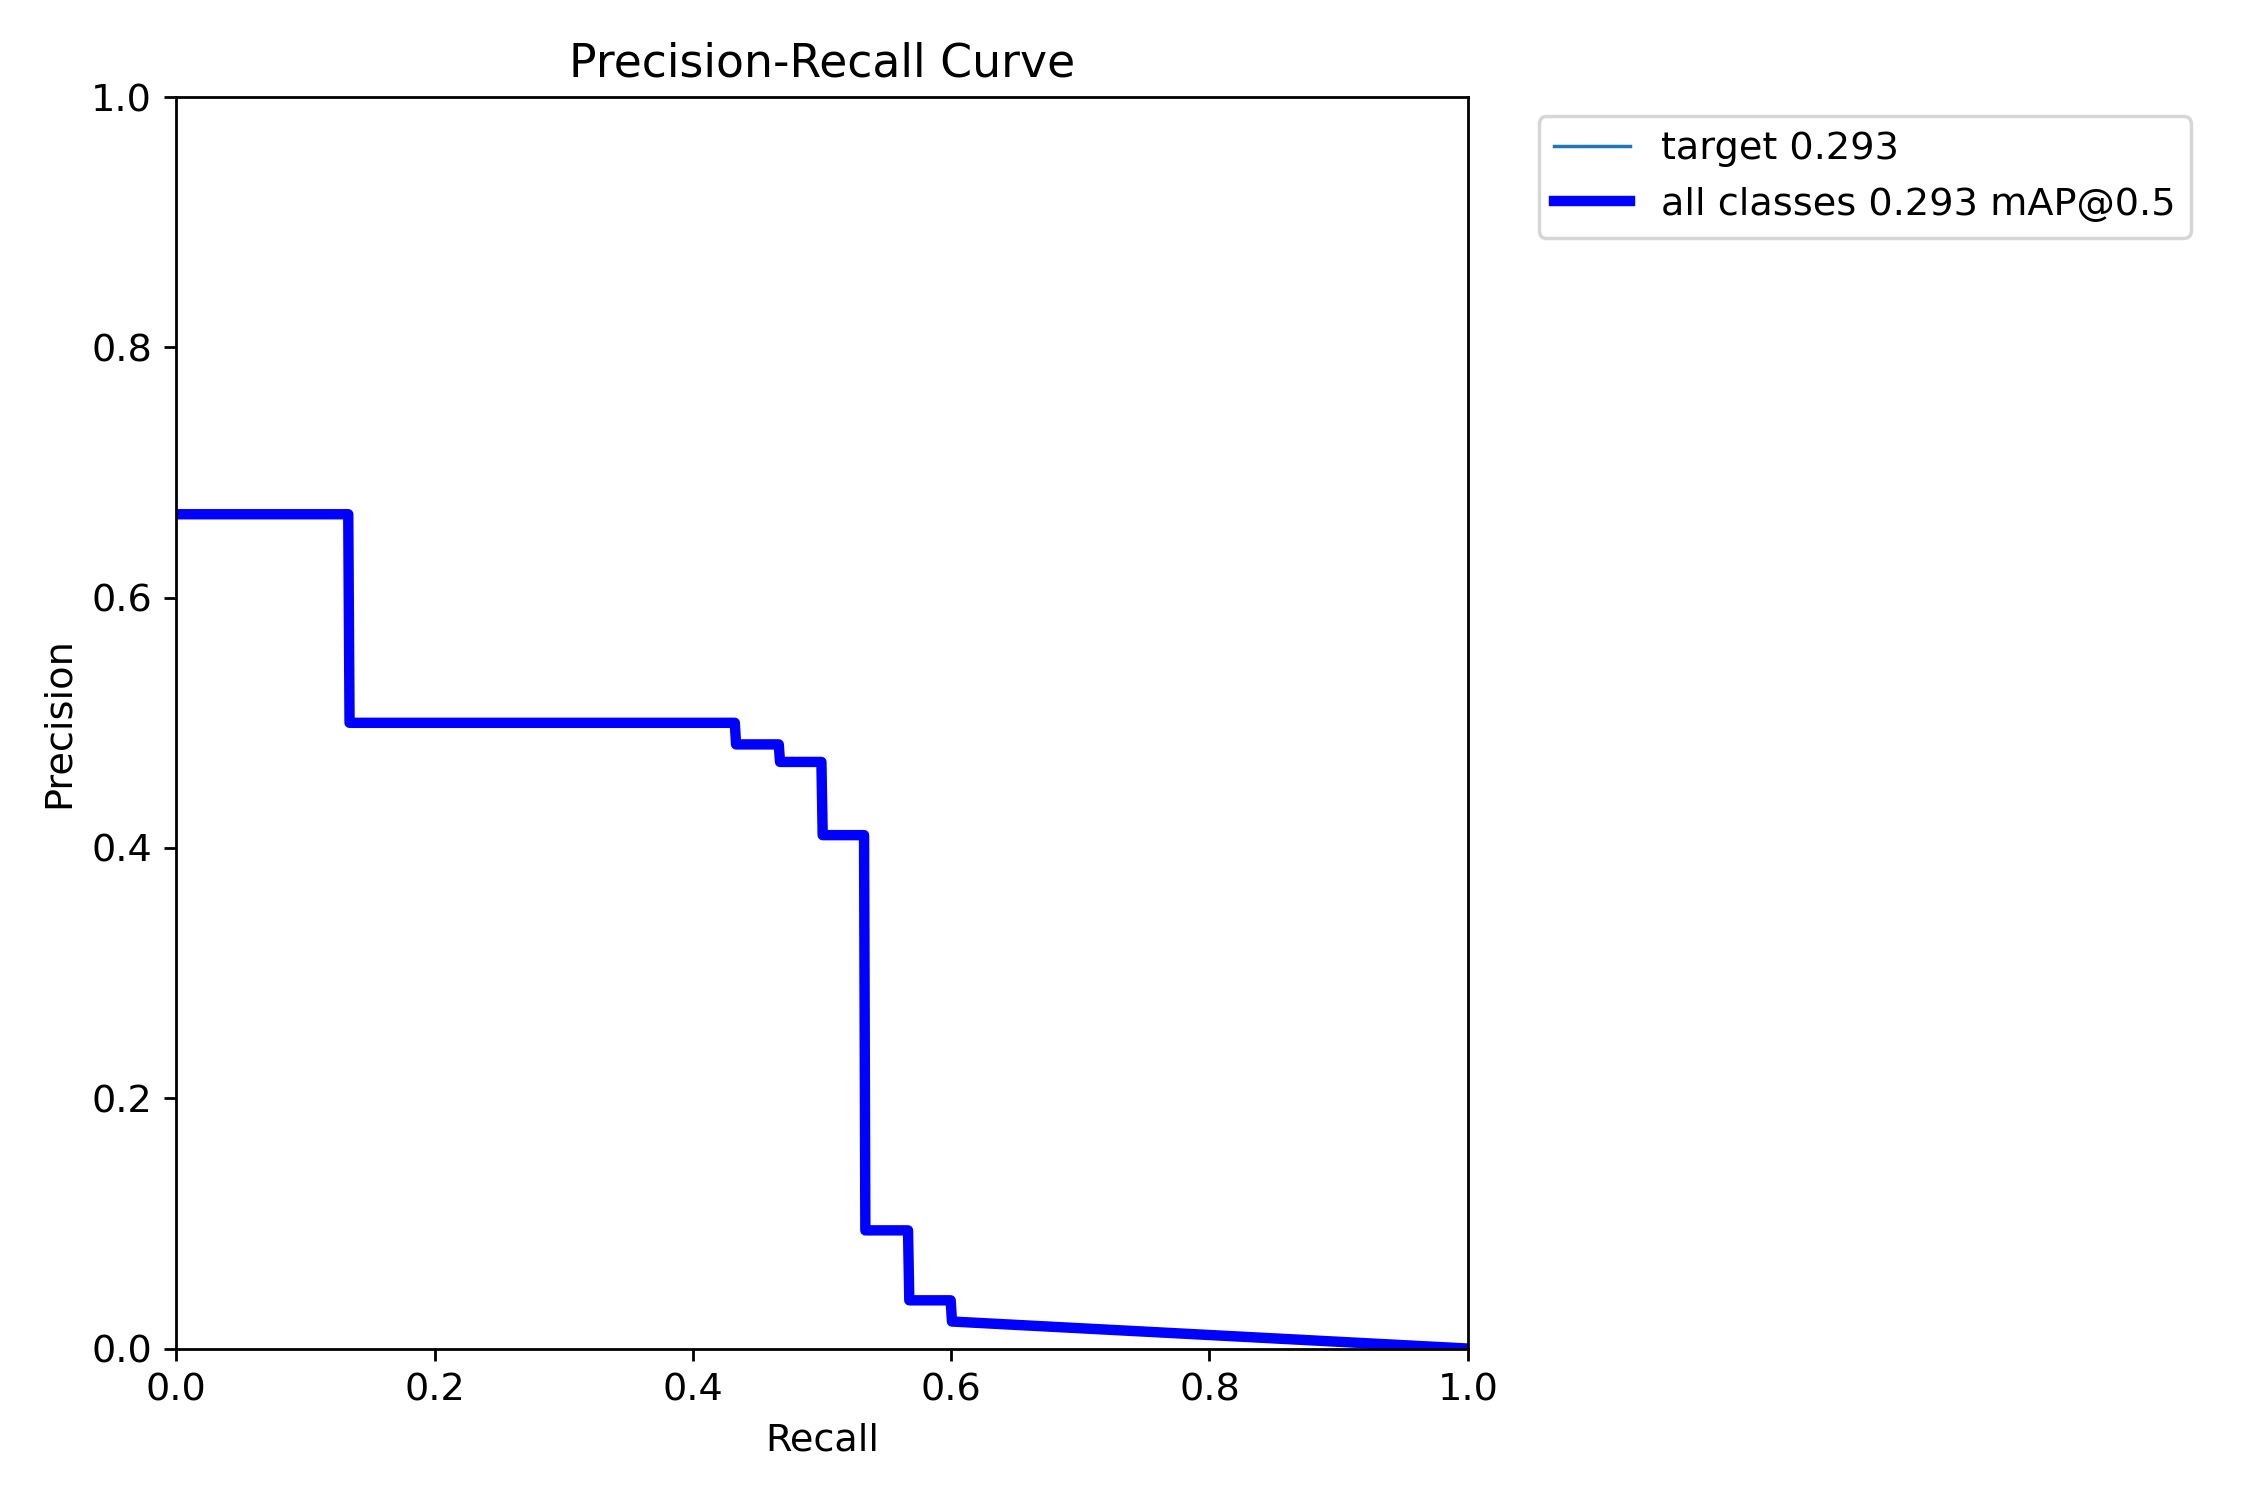 Precision-Recall Curve
1.0
0.8
0.6
0.4
0.2
0.0
Precision
0.0 0.2 0.4 0.6 0.8 1.0
Recall
target 0.293
all classes 0.293 mAP@0.5